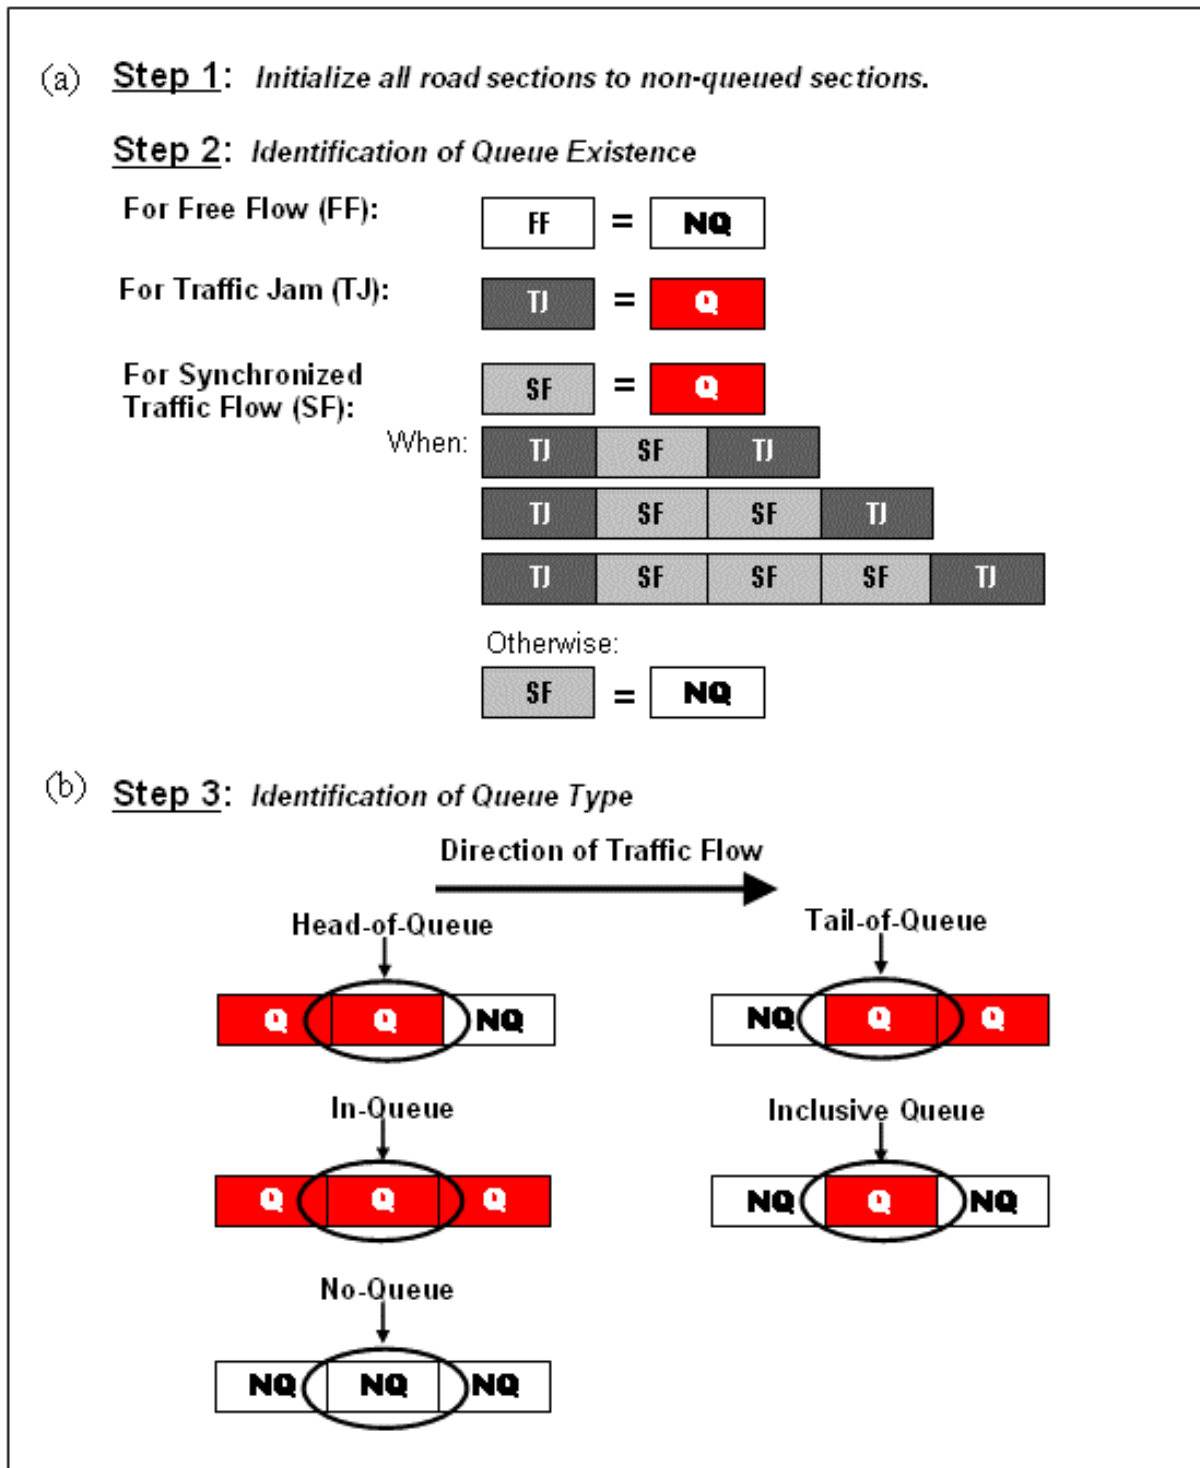 (a) Step 1: Initialize all road sections to non-queued sections.
Step 2: Identification of Queue Existence
For Free Flow (FF): FF = NQ
For Traffic Jam (TJ): TJ = Q
For Synchronized
Traffic Flow (SF): SF = Q
When: TJ SF TJ
TJ SF SF TJ
TJ SF SF SF TJ
Otherwise:
SF = NQ
(b) Step 3: Identification of Queue Type
Direction of Traffic Flow
Head-of-Queue
Q Q NQ
Tail-of-Queue
NQ Q Q
In-Queue
Q Q Q
Inclusive Queue
NQ Q NQ
No-Queue
NQ NQ NQ